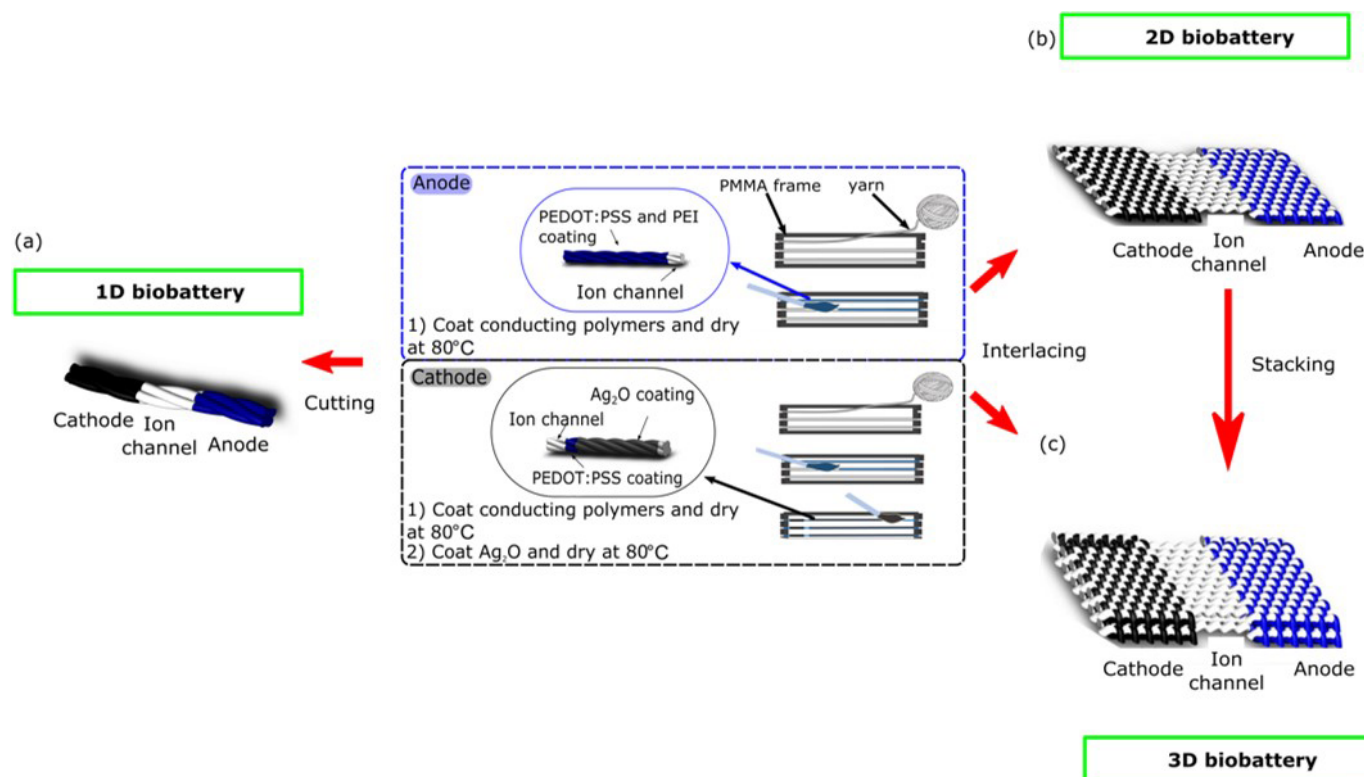 (a)
1D biobattery
Cathode
Ion
channel
Anode
Cutting
Anode
PEDOT:PSS and PEI
coating
Ion channel
PMMA frame
yarn
1) Coat conducting polymers and dry
at 80°C
Cathode
Ag₂O coating
Ion channel
PEDOT:PSS coating
1) Coat conducting polymers and dry
at 80°C
2) Coat Ag₂O and dry at 80°C
Interlacing
(b)
2D biobattery
Cathode
Ion
channel
Anode
Stacking
(c)
Cathode
Ion
channel
Anode
3D biobattery